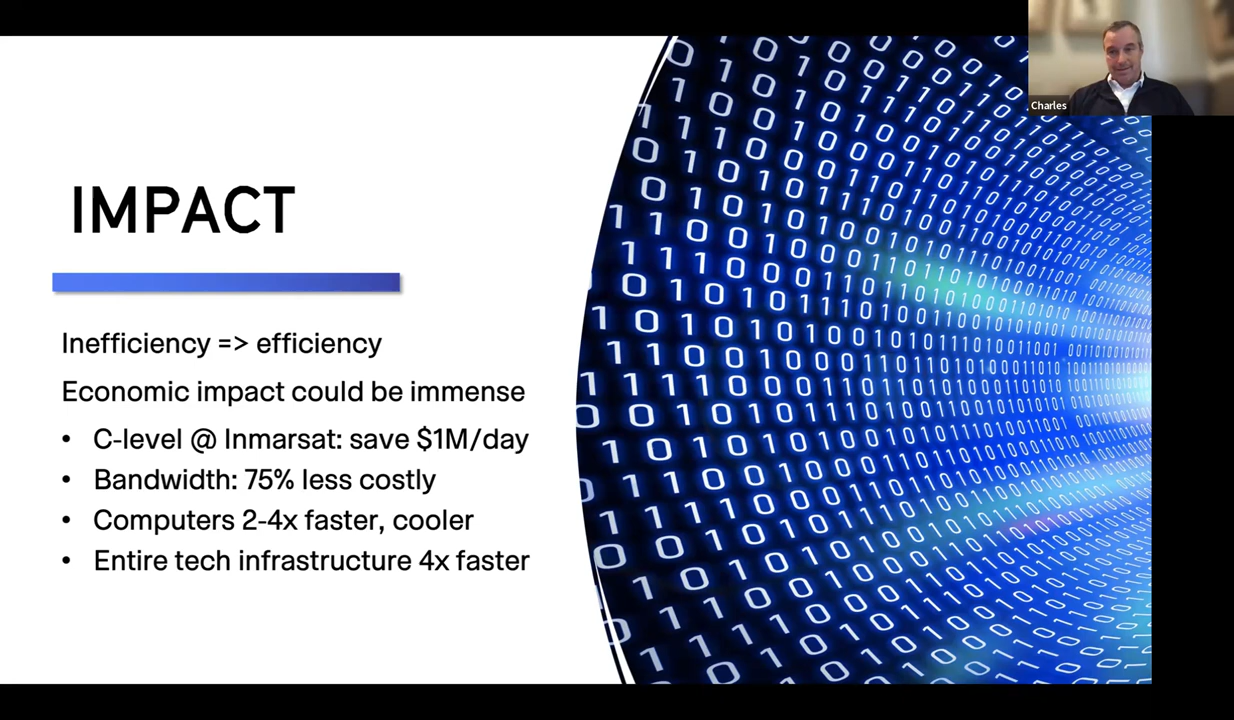 Charles
IMPACT
Inefficiency => efficiency
Economic impact could be immense
• C-level @ Inmarsat: save $1M/day
• Bandwidth: 75% less costly
• Computers 2-4x faster, cooler
• Entire tech infrastructure 4x faster